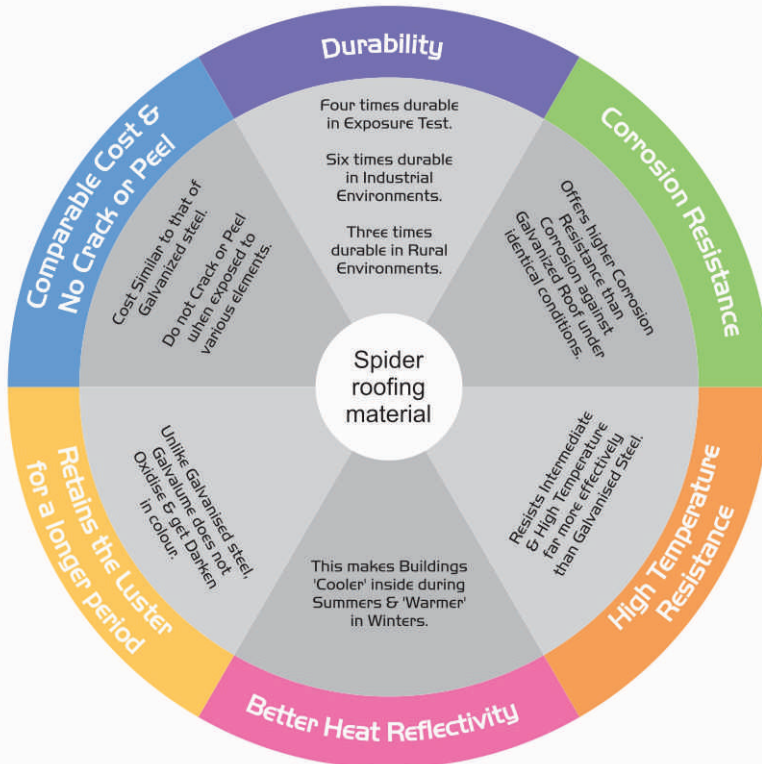 Durability
Four times durable
in Exposure Test.
Six times durable
in Industrial
Environments.
Three times
durable in Rural
Environments.
Corrosion Resistance
Offers higher Corrosion
Resistance than
Corrosion against
Galvanized Roof under
identical conditions.
High Temperature
Resistance
Resists Intermediate
& High Temperature
far more effectively
than Galvanised Steel.
Better Heat Reflectivity
This makes Buildings
'Cooler' inside during
Summers & 'Warmer'
in Winters.
Retains the Luster
for a longer period
Unlike Galvanised steel,
Galvalume does not
Oxidise & get Darken
in colour.
Comparable Cost &
No Crack or Peel
Cost Similar to that of
Galvanized steel.
Do not Crack or Peel
when exposed to
various elements.
Spider
roofing
material